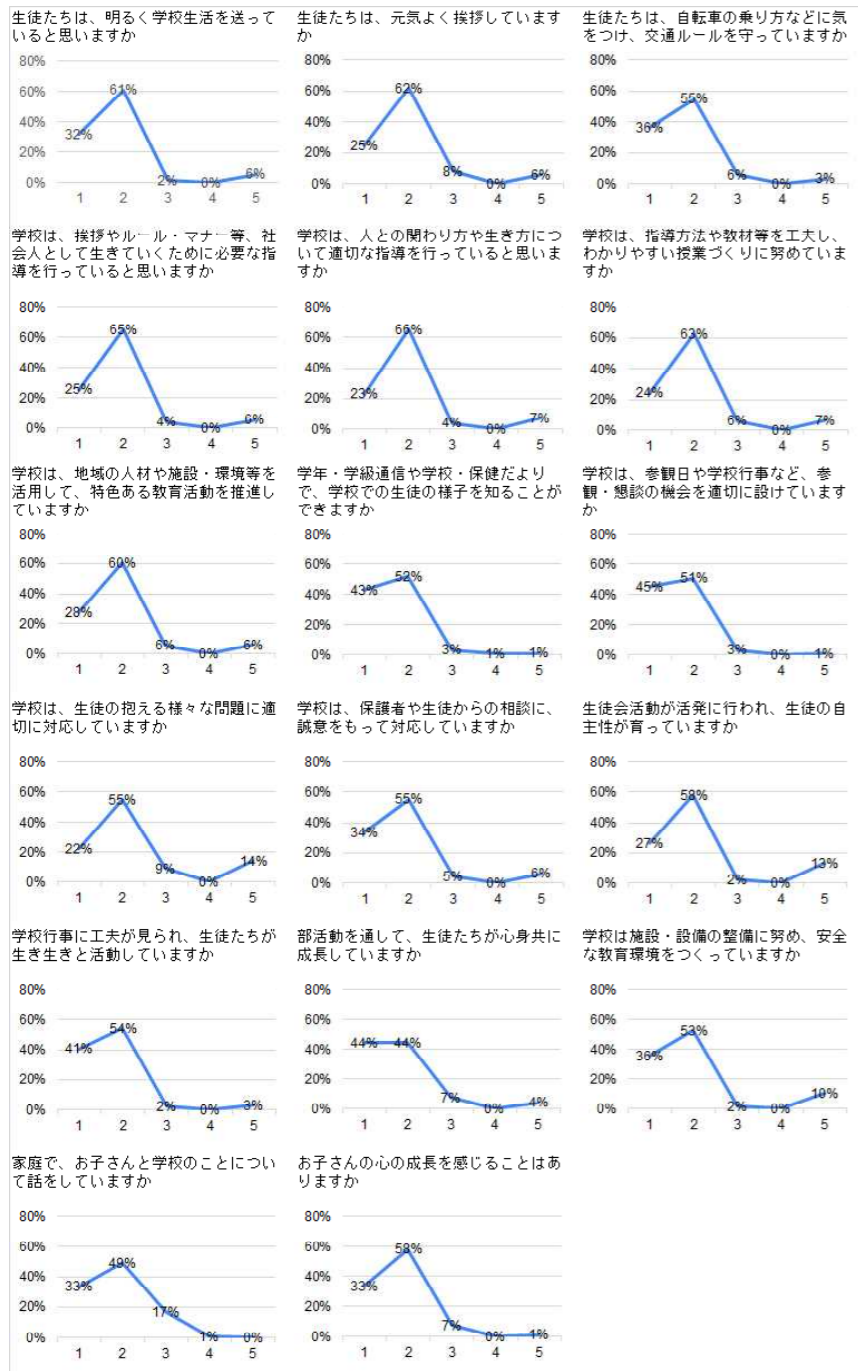 生徒たちは、明るく学校生活を送って
いると思いますか
80%
60%
40%
20%
0%
32%
61%
2%
0%
6%
1 2 3 4 5
生徒たちは、元気よく挨拶しています
か
80%
60%
40%
20%
0%
25%
62%
8%
0%
6%
1 2 3 4 5
生徒たちは、自転車の乗り方などに気
をつけ、交通ルールを守っていますか
80%
60%
40%
20%
0%
36%
55%
6%
0%
3%
1 2 3 4 5
学校は、挨拶やルール・マナー等、社
会人として生きていくために必要な指
導を行っていると思いますか
80%
60%
40%
20%
0%
25%
65%
4%
0%
6%
1 2 3 4 5
学校は、人との関わり方や生き方につ
いて適切な指導を行っていると思いま
すか
80%
60%
40%
20%
0%
23%
66%
4%
0%
7%
1 2 3 4 5
学校は、指導方法や教材等を工夫し、
わかりやすい授業づくりに努めていま
すか
80%
60%
40%
20%
0%
24%
63%
6%
0%
7%
1 2 3 4 5
学校は、地域の人材や施設・環境等を
活用して、特色ある教育活動を推進し
ていますか
80%
60%
40%
20%
0%
28%
60%
6%
0%
6%
1 2 3 4 5
学年・学級通信や学校・保健だより
で、学校での生徒の様子を知ることが
できますか
80%
60%
40%
20%
0%
43%
52%
3%
1%
1%
1 2 3 4 5
学校は、参観日や学校行事など、参
観・懇談の機会を適切に設けています
か
80%
60%
40%
20%
0%
45%
51%
3%
0%
1%
1 2 3 4 5
学校は、生徒の抱える様々な問題に適
切に対応していますか
80%
60%
40%
20%
0%
22%
55%
9%
0%
14%
1 2 3 4 5
学校は、保護者や生徒からの相談に、
誠意をもって対応していますか
80%
60%
40%
20%
0%
34%
55%
5%
0%
6%
1 2 3 4 5
生徒会活動が活発に行われ、生徒の自
主性が育っていますか
80%
60%
40%
20%
0%
27%
58%
2%
0%
13%
1 2 3 4 5
学校行事に工夫が見られ、生徒たちが
生き生きと活動していますか
80%
60%
40%
20%
0%
41%
54%
2%
0%
3%
1 2 3 4 5
部活動を通して、生徒たちが心身共に
成長していますか
80%
60%
40%
20%
0%
44%
44%
7%
0%
4%
1 2 3 4 5
学校は施設・設備の整備に努め、安全
な教育環境をつくっていますか
80%
60%
40%
20%
0%
36%
53%
2%
0%
10%
1 2 3 4 5
家庭で、お子さんと学校のことについ
て話をしていますか
80%
60%
40%
20%
0%
33%
49%
17%
1%
0%
1 2 3 4 5
お子さんの心の成長を感じることはあ
りますか
80%
60%
40%
20%
0%
33%
58%
7%
0%
1%
1 2 3 4 5